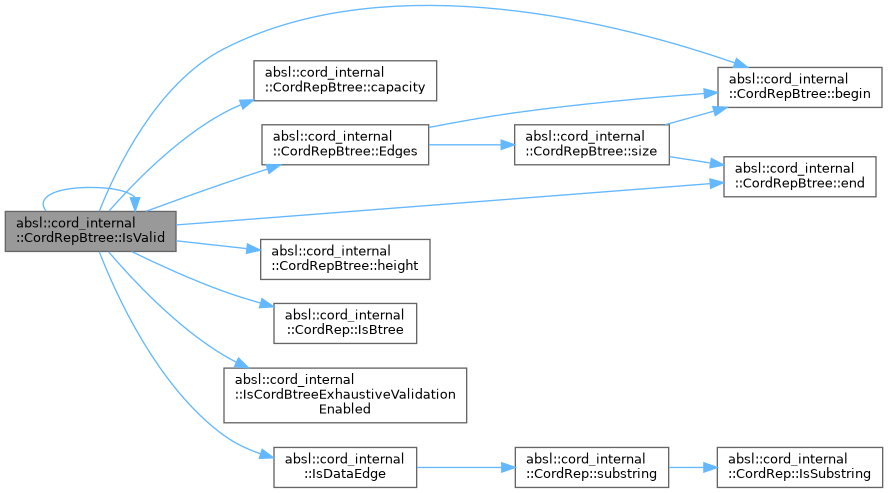 absl::cord_internal
::CordRepBtree::IsValid
absl::cord_internal
::CordRepBtree::capacity
absl::cord_internal
::CordRepBtree::Edges
absl::cord_internal
::CordRepBtree::size
absl::cord_internal
::CordRepBtree::begin
absl::cord_internal
::CordRepBtree::end
absl::cord_internal
::CordRepBtree::height
absl::cord_internal
::CordRep::IsBtree
absl::cord_internal
::IsCordBtreeExhaustiveValidation
Enabled
absl::cord_internal
::IsDataEdge
absl::cord_internal
::CordRep::substring
absl::cord_internal
::CordRep::IsSubstring